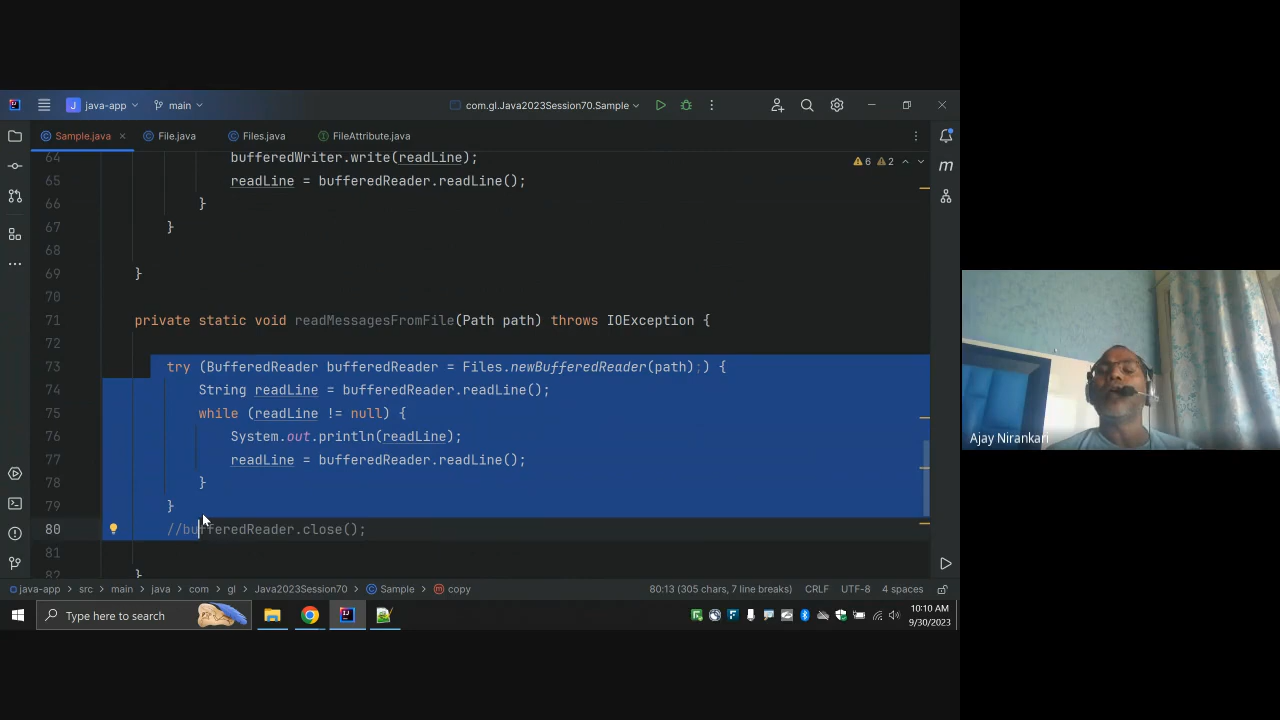 java-app
main
com.gl.Java2023Session70.Sample
Sample.java
File.java
Files.java
FileAttribute.java
6 2
64 bufferedWriter.write(readLine);
65 readLine = bufferedReader.readLine();
66 }
67 }
68
69 }
70
71 private static void readMessagesFromFile(Path path) throws IOException {
72
73 try (BufferedReader bufferedReader = Files.newBufferedReader(path);) {
74 String readLine = bufferedReader.readLine();
75 while (readLine != null) {
76 System.out.println(readLine);
77 readLine = bufferedReader.readLine();
78 }
79 }
80 //bufferedReader.close();
81
82 }
java-app > src > main > java > com > gl > Java2023Session70 > Sample > copy
80:13 (305 chars, 7 line breaks) CRLF UTF-8 4 spaces
Type here to search
10:10 AM
9/30/2023
Ajay Nirankari